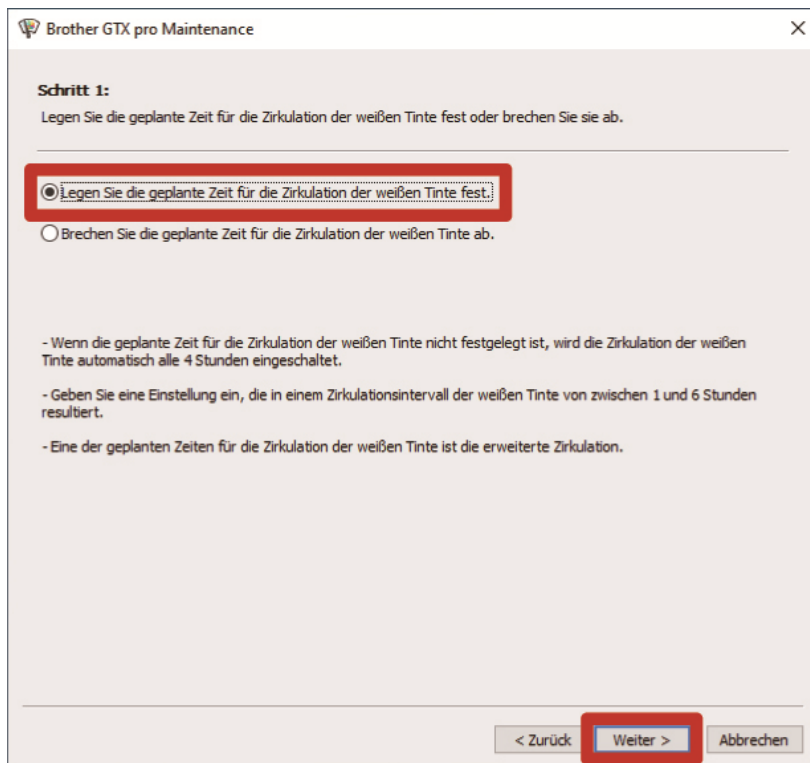 Brother GTX pro Maintenance
Schritt 1:
Legen Sie die geplante Zeit für die Zirkulation der weißen Tinte fest oder brechen Sie sie ab.
Legen Sie die geplante Zeit für die Zirkulation der weißen Tinte fest.
Brechen Sie die geplante Zeit für die Zirkulation der weißen Tinte ab.
- Wenn die geplante Zeit für die Zirkulation der weißen Tinte nicht festgelegt ist, wird die Zirkulation der weißen
Tinte automatisch alle 4 Stunden eingeschaltet.
- Geben Sie eine Einstellung ein, die in einem Zirkulationsintervall der weißen Tinte von zwischen 1 und 6 Stunden
resultiert.
- Eine der geplanten Zeiten für die Zirkulation der weißen Tinte ist die erweiterte Zirkulation.
< Zurück Weiter > Abbrechen